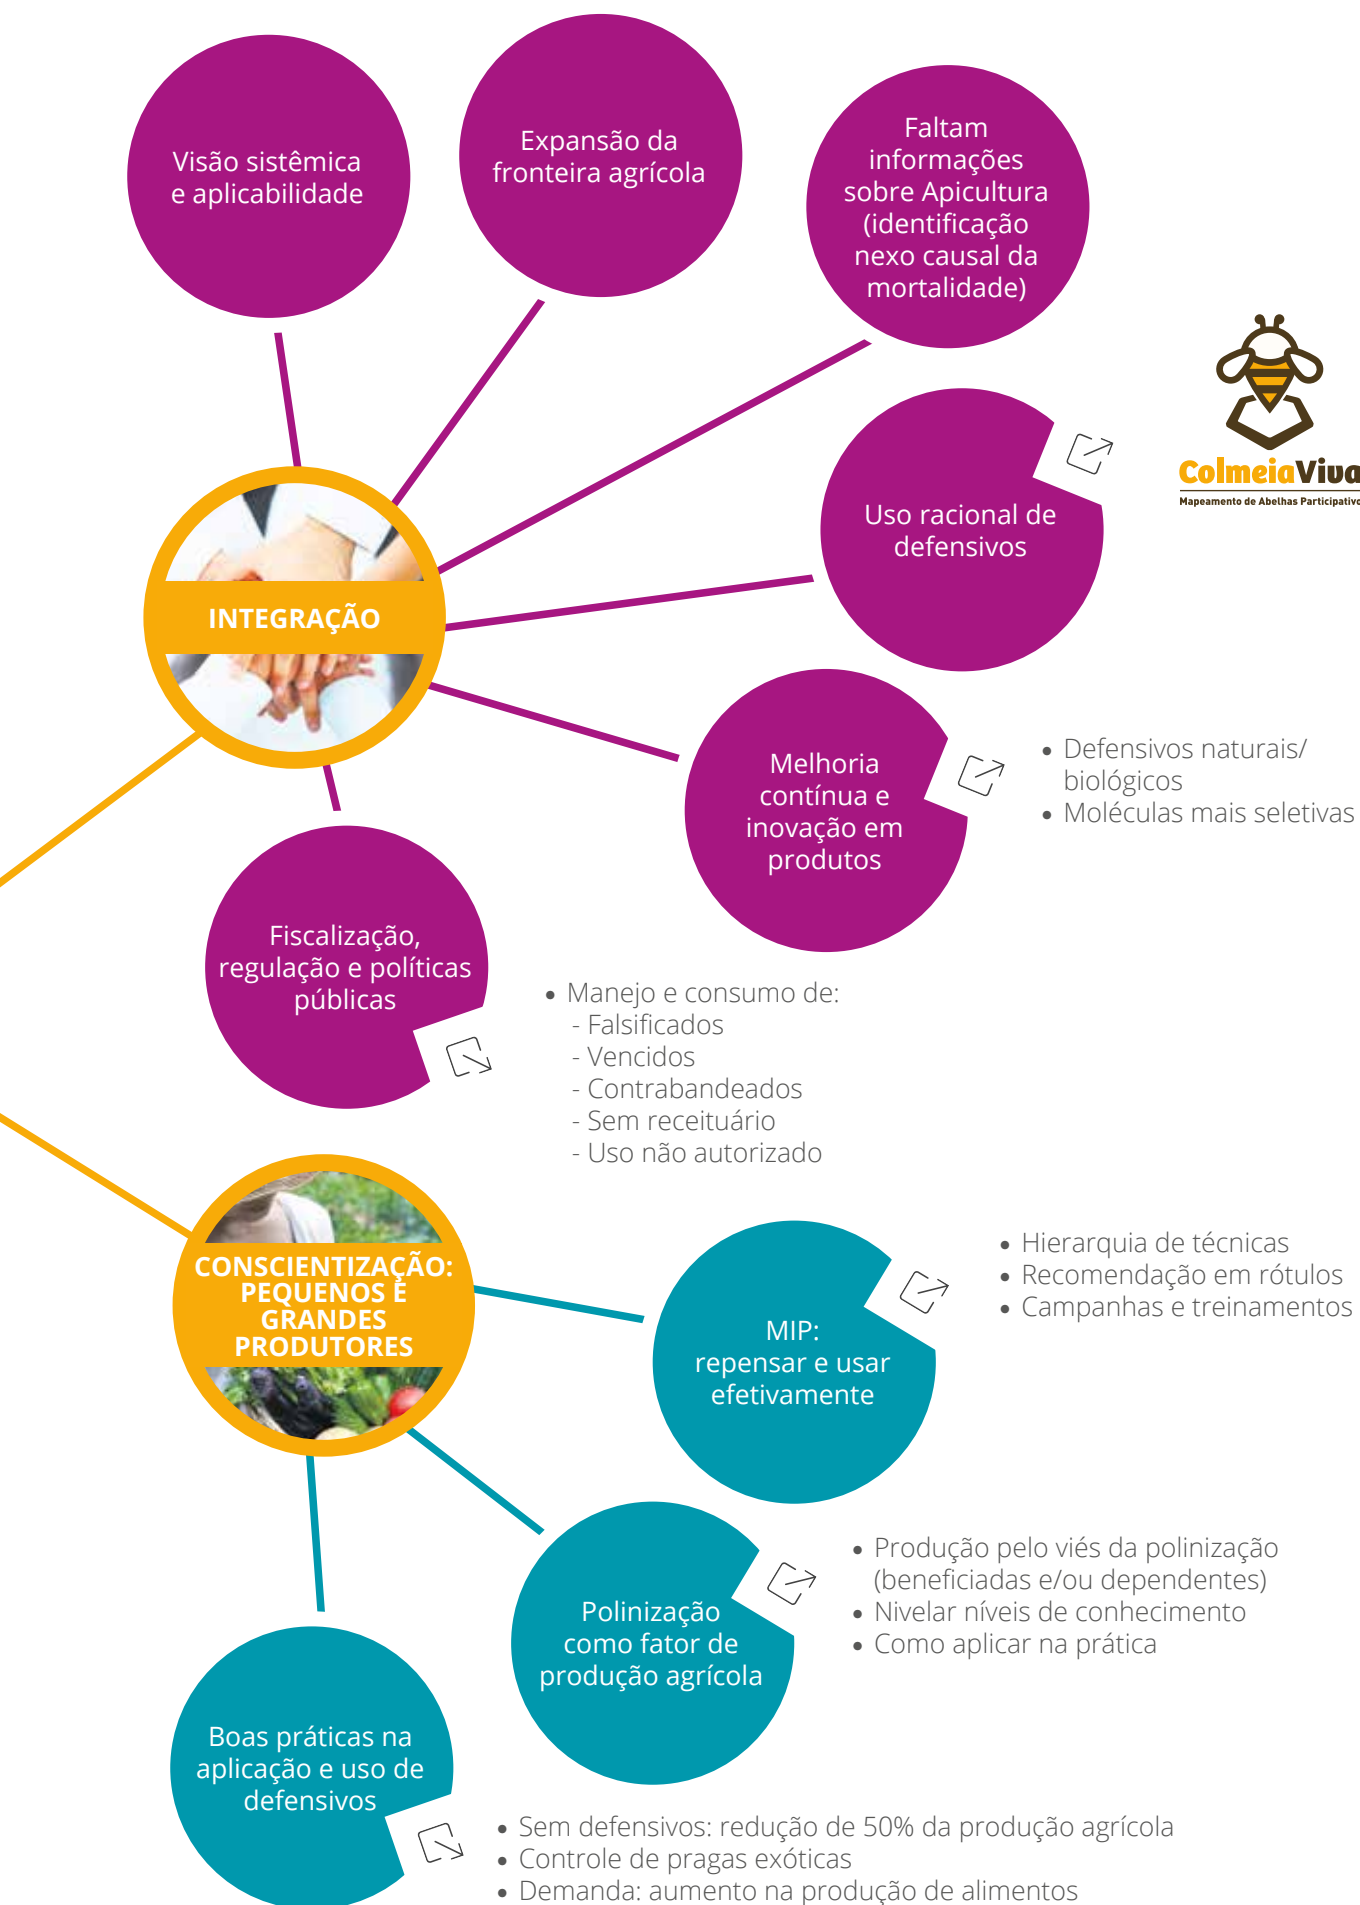 Visão sistêmica
e aplicabilidade
Expansão da
fronteira agrícola
Faltam
informações
sobre Apicultura
(identificação
nexo causal da
mortalidade)
ColmeiaViva
Mapeamento de Abelhas Participativo
Uso racional de
defensivos
INTEGRAÇÃO
Melhoria
contínua e
inovação em
produtos
• Defensivos naturais/
biológicos
• Moléculas mais seletivas
Fiscalização,
regulação e políticas
públicas
• Manejo e consumo de:
- Falsificados
- Vencidos
- Contrabandeados
- Sem receituário
- Uso não autorizado
CONSCIENTIZAÇÃO:
PEQUENOS E
GRANDES
PRODUTORES
MIP:
repensar e usar
efetivamente
• Hierarquia de técnicas
• Recomendação em rótulos
• Campanhas e treinamentos
Polinização
como fator de
produção agrícola
• Produção pelo viés da polinização
(beneficiadas e/ou dependentes)
• Nivelar níveis de conhecimento
• Como aplicar na prática
Boas práticas na
aplicação e uso de
defensivos
• Sem defensivos: redução de 50% da produção agrícola
• Controle de pragas exóticas
• Demanda: aumento na produção de alimentos